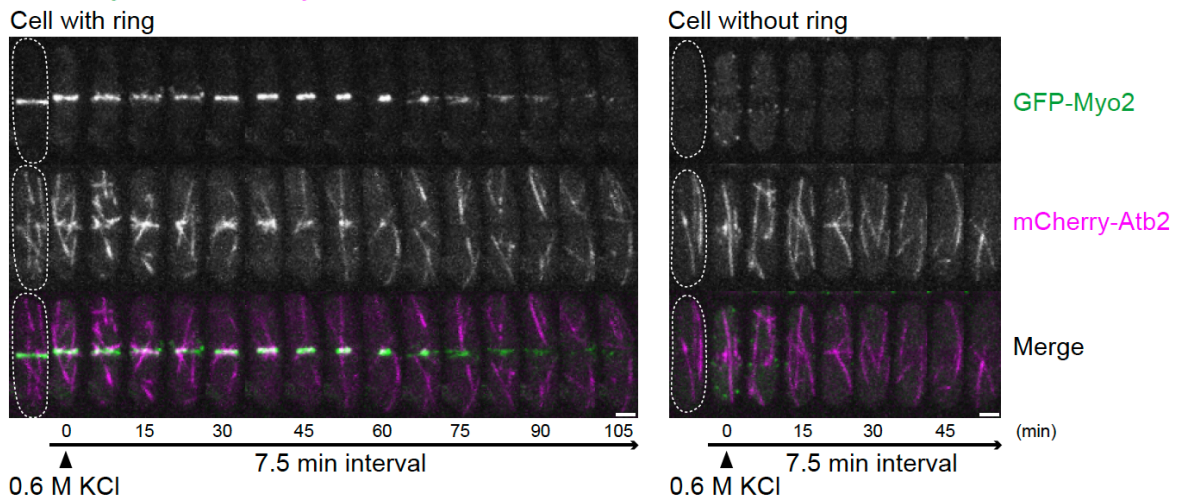 Cell with ring
Cell without ring
GFP-Myo2
mCherry-Atb2
Merge
0 15 30 45 60 75 90 105
0 15 30 45 (min)
7.5 min interval
7.5 min interval
0.6 M KCl
0.6 M KCl